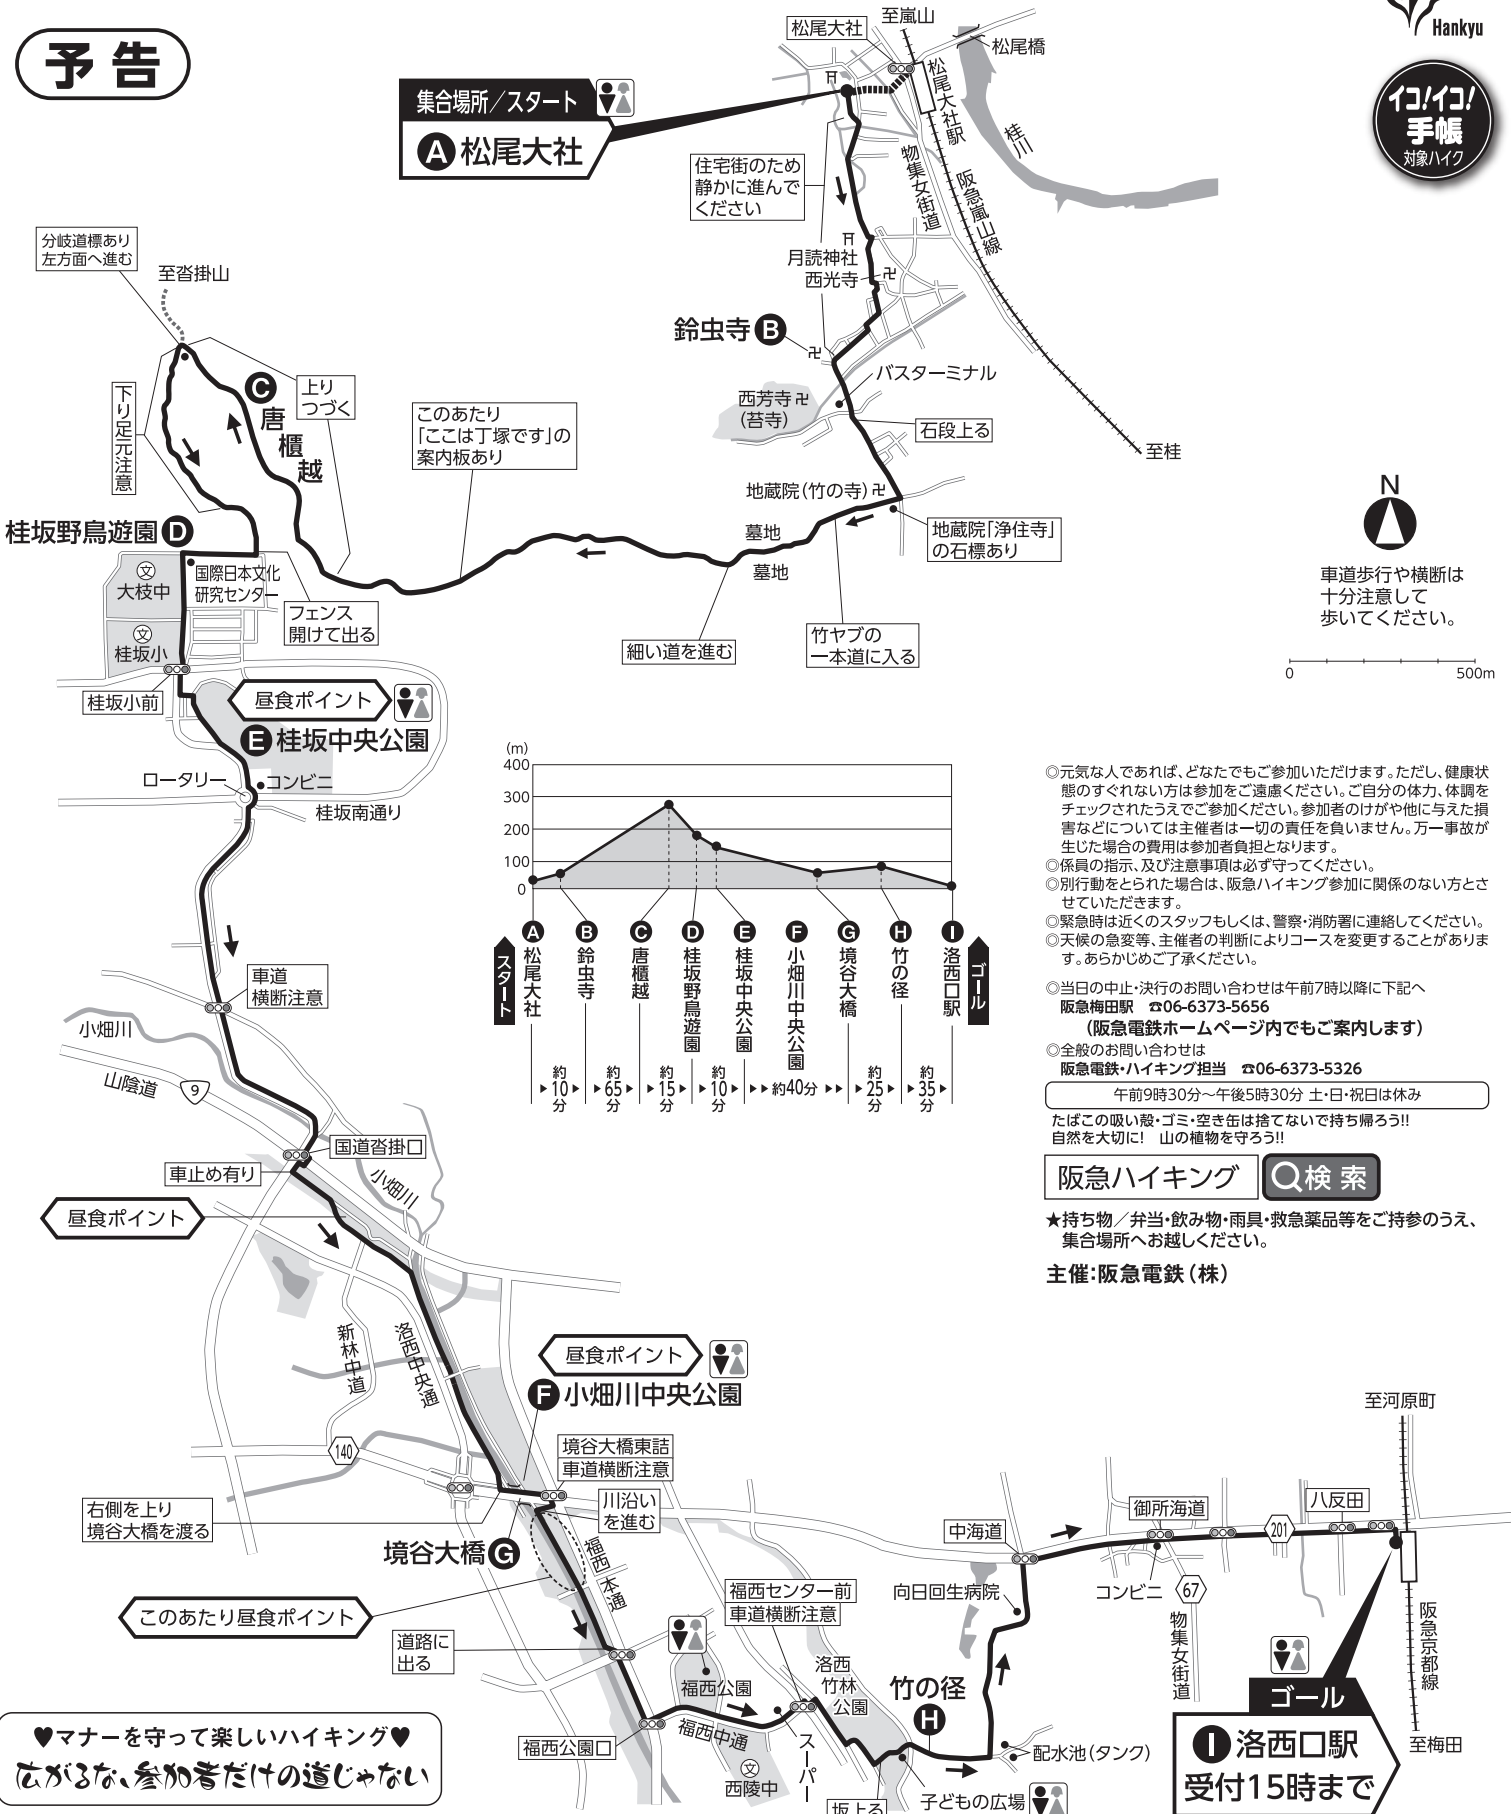 予告
Hankyu
イコ!イコ!
手帳
対象ハイク
集合場所/スタート
A 松尾大社
松尾大社
至嵐山
松尾橋
松尾大社駅
桂川
物集女街道
阪急嵐山線
至桂
住宅街のため
静かに進んで
ください
月読神社
西光寺
鈴虫寺 B
バスターミナル
西芳寺
(苔寺)
石段上る
地蔵院(竹の寺)
地蔵院「浄住寺」
の石標あり
墓地
墓地
竹ヤブの
一本道に入る
細い道を進む
このあたり
「ここは丁塚です」の
案内板あり
上り
つづく
C 唐櫃越
分岐道標あり
左方面へ進む
至沓掛山
下り足元注意
桂坂野鳥遊園 D
国際日本文化
研究センター
フェンス
開けて出る
文
大枝中
文
桂坂小
桂坂小前
昼食ポイント
E 桂坂中央公園
ロータリー
コンビニ
桂坂南通り
N
車道歩行や横断は
十分注意して
歩いてください。
0 500m
(m)
400
300
200
100
0
スタート
A 松尾大社
B 鈴虫寺
C 唐櫃越
D 桂坂野鳥遊園
E 桂坂中央公園
F 小畑川中央公園
G 境谷大橋
H 竹の径
I 洛西口駅
ゴール
約10分
約65分
約15分
約10分
約40分
約25分
約35分
◎元気な人であれば、どなたでもご参加いただけます。ただし、健康状
態のすぐれない方は参加をご遠慮ください。ご自分の体力、体調を
チェックされたうえでご参加ください。参加者のけがや他に与えた損
害などについては主催者は一切の責任を負いません。万一事故が
生じた場合の費用は参加者負担となります。
◎係員の指示、及び注意事項は必ず守ってください。
◎別行動をとられた場合は、阪急ハイキング参加に関係のない方とさ
せていただきます。
◎緊急時は近くのスタッフもしくは、警察・消防署に連絡してください。
◎天候の急変等、主催者の判断によりコースを変更することがありま
す。あらかじめご了承ください。
◎当日の中止・決行のお問い合わせは午前7時以降に下記へ
阪急梅田駅 ☎06-6373-5656
(阪急電鉄ホームページ内でもご案内します)
◎全般のお問い合わせは
阪急電鉄・ハイキング担当 ☎06-6373-5326
午前9時30分〜午後5時30分 土・日・祝日は休み
たばこの吸い殻・ゴミ・空き缶は捨てないで持ち帰ろう!!
自然を大切に! 山の植物を守ろう!!
阪急ハイキング 検索
★持ち物/弁当・飲み物・雨具・救急薬品等をご持参のうえ、
集合場所へお越しください。
主催:阪急電鉄(株)
車道
横断注意
小畑川
山陰道
9
国道沓掛口
車止め有り
小畑川
昼食ポイント
新林中道
洛西中央通
昼食ポイント
F 小畑川中央公園
140
境谷大橋東詰
車道横断注意
右側を上り
境谷大橋を渡る
川沿い
を進む
境谷大橋 G
福西本通
このあたり昼食ポイント
道路に
出る
福西センター前
車道横断注意
福西公園
福西公園口
福西中通
文
西陵中
スーパー
洛西
竹林
公園
竹の径
H
坂上る
子どもの広場
配水池(タンク)
向日回生病院
中海道
御所海道
コンビニ
67
物集女街道
201
八反田
至河原町
阪急京都線
至梅田
ゴール
I 洛西口駅
受付15時まで
♥マナーを守って楽しいハイキング♥
広がるな、参加者だけの道じゃない